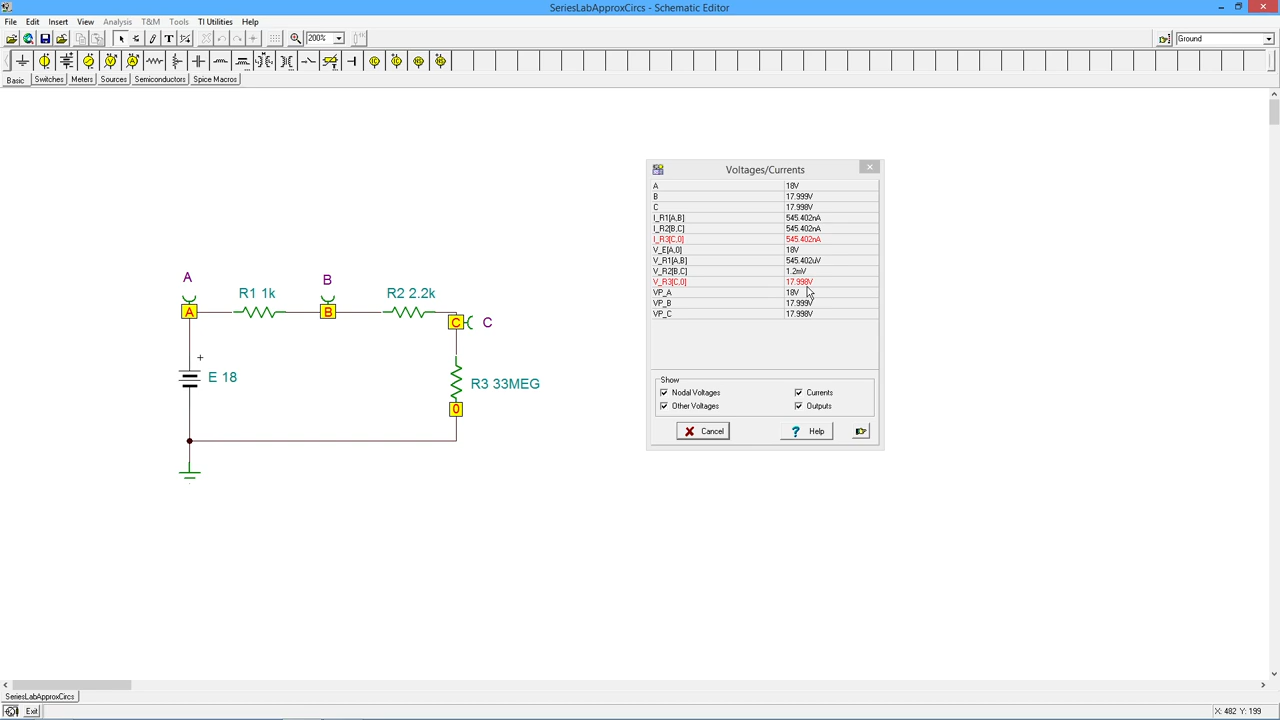 SeriesLabApproxCircs - Schematic Editor
File Edit Insert View Analysis T&M Tools TI Utilities Help
200% Ground
Basic Switches Meters Sources Semiconductors Spice Macros
Voltages/Currents
A 18V
B 17.999V
C 17.998V
I_R1[A,B] 545.402nA
I_R2[B,C] 545.402nA
I_R3[C,0] 545.402nA
V_E[A,0] 18V
V_R1[A,B] 545.402uV
V_R2[B,C] 1.2mV
V_R3[C,0] 17.998V
VP_A 18V
VP_B 17.999V
VP_C 17.998V
Show
Nodal Voltages Currents
Other Voltages Outputs
Cancel Help
A B
R1 1k R2 2.2k
A B C C
+
E 18 R3 33MEG
0
SeriesLabApproxCircs
Exit X: 482 Y: 199